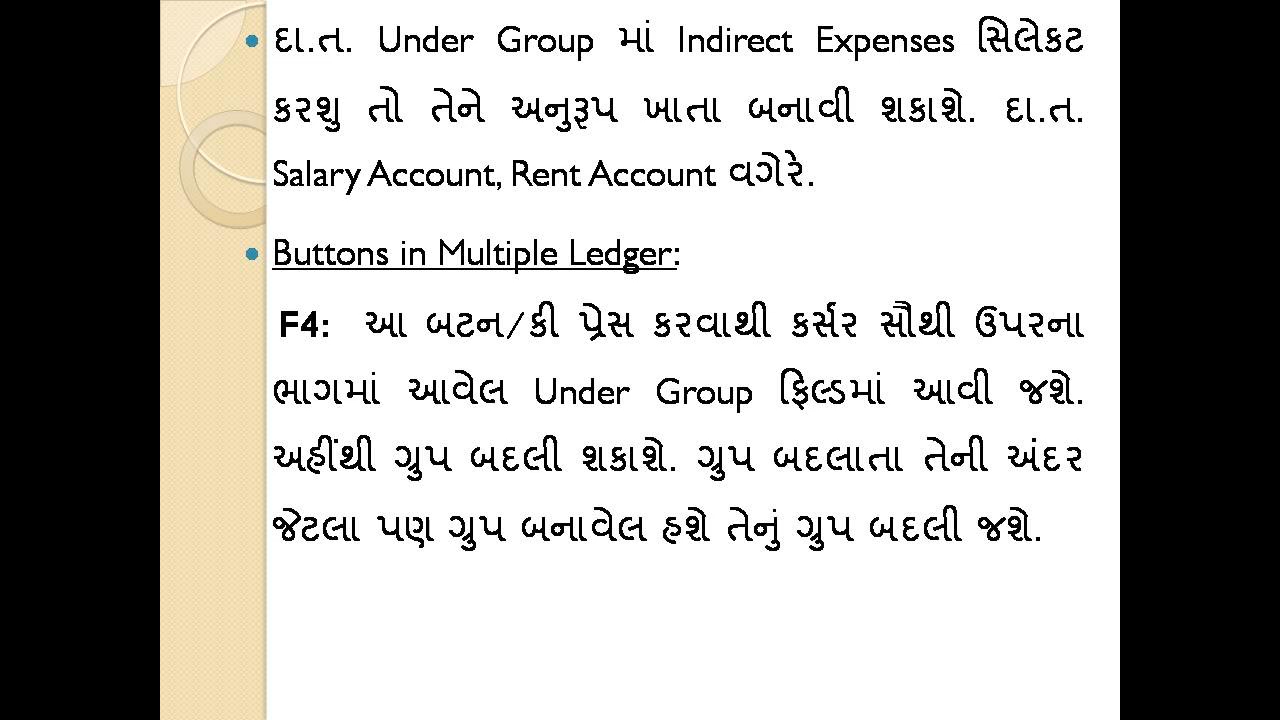 દા.ત. Under Group માં Indirect Expenses સિલેકટ
કરશુ તો તેને અનુરૂપ ખાતા બનાવી શકાશે. દા.ત.
Salary Account, Rent Account વગેરે.
Buttons in Multiple Ledger:
F4: આ બટન/કી પ્રેસ કરવાથી કર્સર સૌથી ઉપરના
ભાગમાં આવેલ Under Group ફિલ્ડમાં આવી જશે.
અહીંથી ગ્રુપ બદલી શકાશે. ગ્રુપ બદલાતા તેની અંદર
જેટલા પણ ગ્રુપ બનાવેલ હશે તેનું ગ્રુપ બદલી જશે.